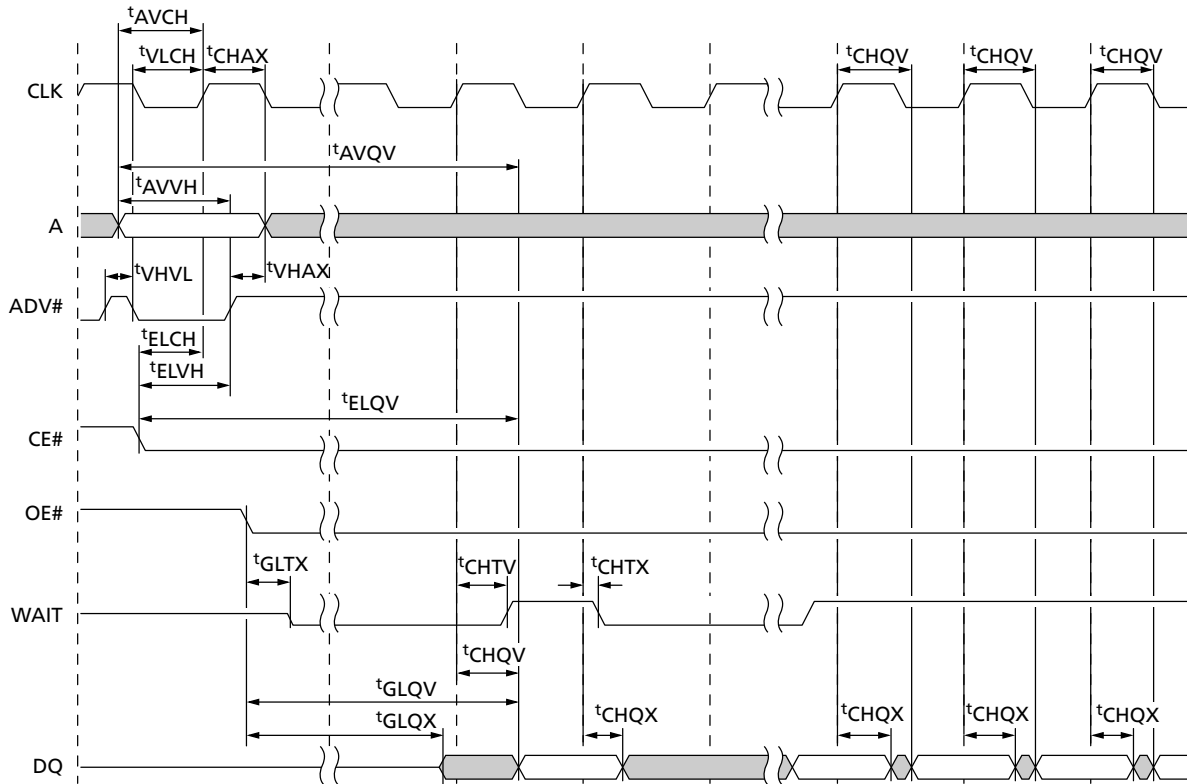 tAVCH
tVLCH tCHAX tCHQV tCHQV tCHQV
CLK
tAVQV
tAVVH
A
tVHVL tVHAX
ADV#
tELCH
tELVH
tELQV
CE#
OE#
tGLTX tCHTV tCHTX
WAIT
tCHQV
tGLQV
tGLQX tCHQX tCHQX tCHQX tCHQX
DQ